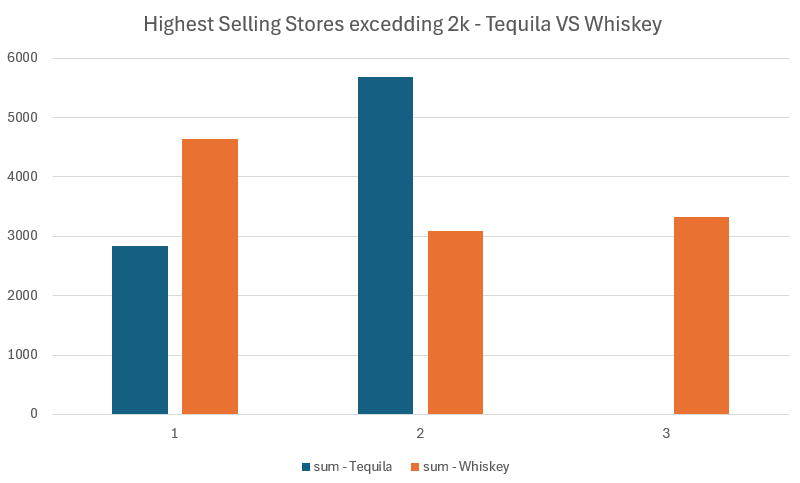 Highest Selling Stores excedding 2k - Tequila VS Whiskey
6000
5000
4000
3000
2000
1000
0
1 2 3
sum - Tequila sum - Whiskey